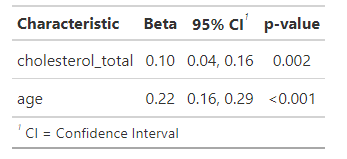 Characteristic Beta 95% CI¹ p-value
cholesterol_total 0.10 0.04, 0.16 0.002
age 0.22 0.16, 0.29 <0.001
¹ CI = Confidence Interval